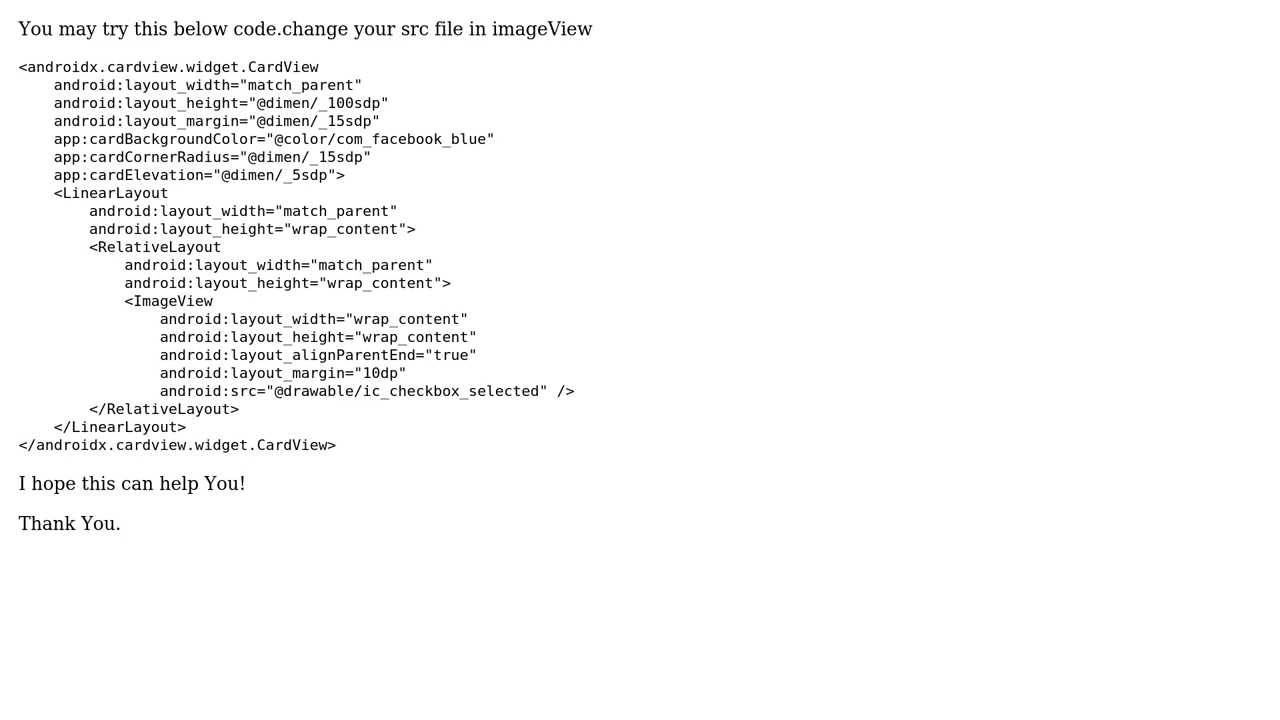 You may try this below code.change your src file in imageView
<androidx.cardview.widget.CardView
    android:layout_width="match_parent"
    android:layout_height="@dimen/_100sdp"
    android:layout_margin="@dimen/_15sdp"
    app:cardBackgroundColor="@color/com_facebook_blue"
    app:cardCornerRadius="@dimen/_15sdp"
    app:cardElevation="@dimen/_5sdp">
    <LinearLayout
        android:layout_width="match_parent"
        android:layout_height="wrap_content">
        <RelativeLayout
            android:layout_width="match_parent"
            android:layout_height="wrap_content">
            <ImageView
                android:layout_width="wrap_content"
                android:layout_height="wrap_content"
                android:layout_alignParentEnd="true"
                android:layout_margin="10dp"
                android:src="@drawable/ic_checkbox_selected" />
        </RelativeLayout>
    </LinearLayout>
</androidx.cardview.widget.CardView>
I hope this can help You!
Thank You.